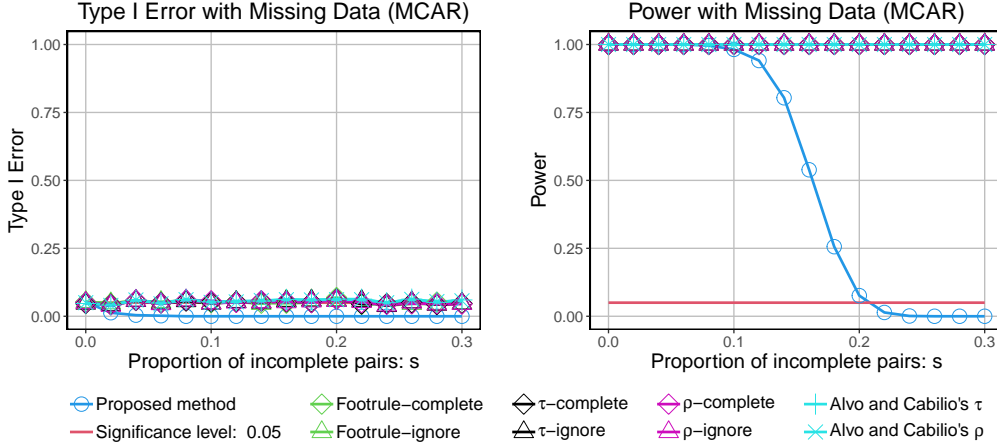 Type I Error with Missing Data (MCAR)
1.00
0.75
0.50
0.25
0.00
Type I Error
0.0 0.1 0.2 0.3
Proportion of incomplete pairs: s
Power with Missing Data (MCAR)
1.00
0.75
0.50
0.25
0.00
Power
0.0 0.1 0.2 0.3
Proportion of incomplete pairs: s
Proposed method Footrule−complete τ−complete ρ−complete Alvo and Cabilio's τ
Significance level: 0.05 Footrule−ignore τ−ignore ρ−ignore Alvo and Cabilio's ρ